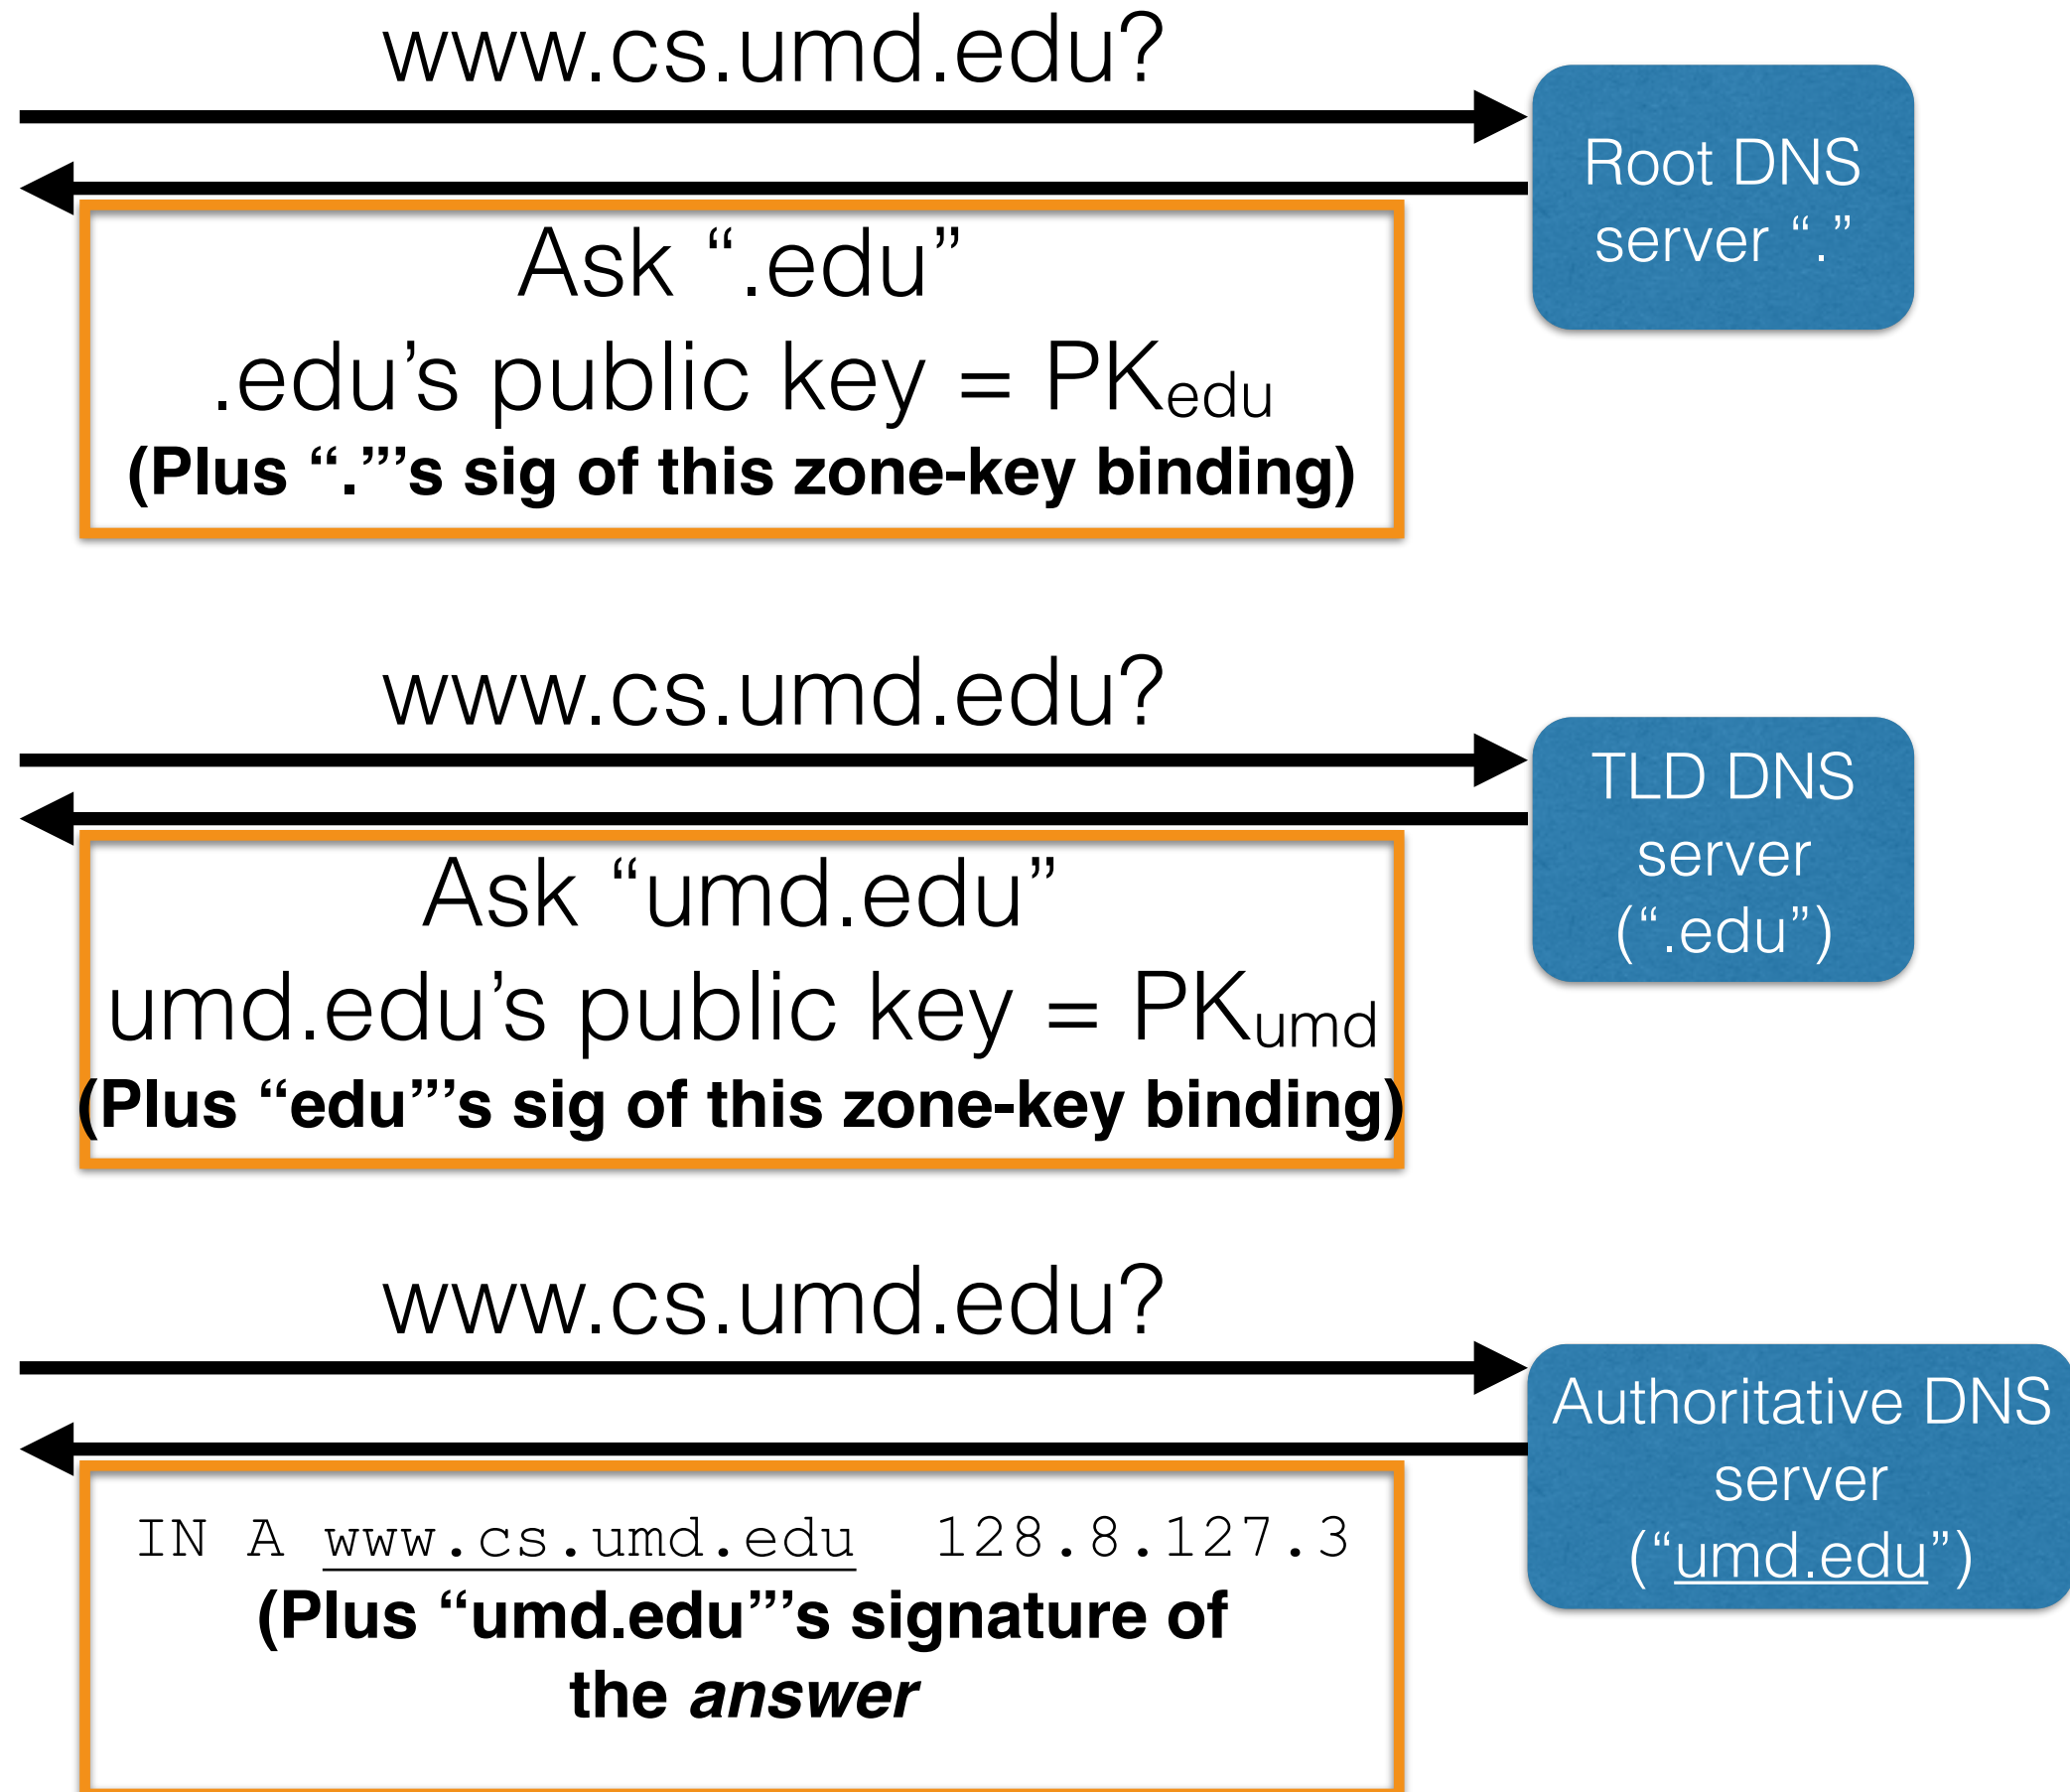 www.cs.umd.edu?
Root DNS
server “.”
Ask “.edu”
.edu’s public key = PKedu
(Plus “.”’s sig of this zone-key binding)
www.cs.umd.edu?
TLD DNS
server
(“.edu”)
Ask “umd.edu”
umd.edu’s public key = PKumd
(Plus “edu”’s sig of this zone-key binding)
www.cs.umd.edu?
Authoritative DNS
server
(“umd.edu”)
IN A www.cs.umd.edu 128.8.127.3
(Plus “umd.edu”’s signature of
the answer